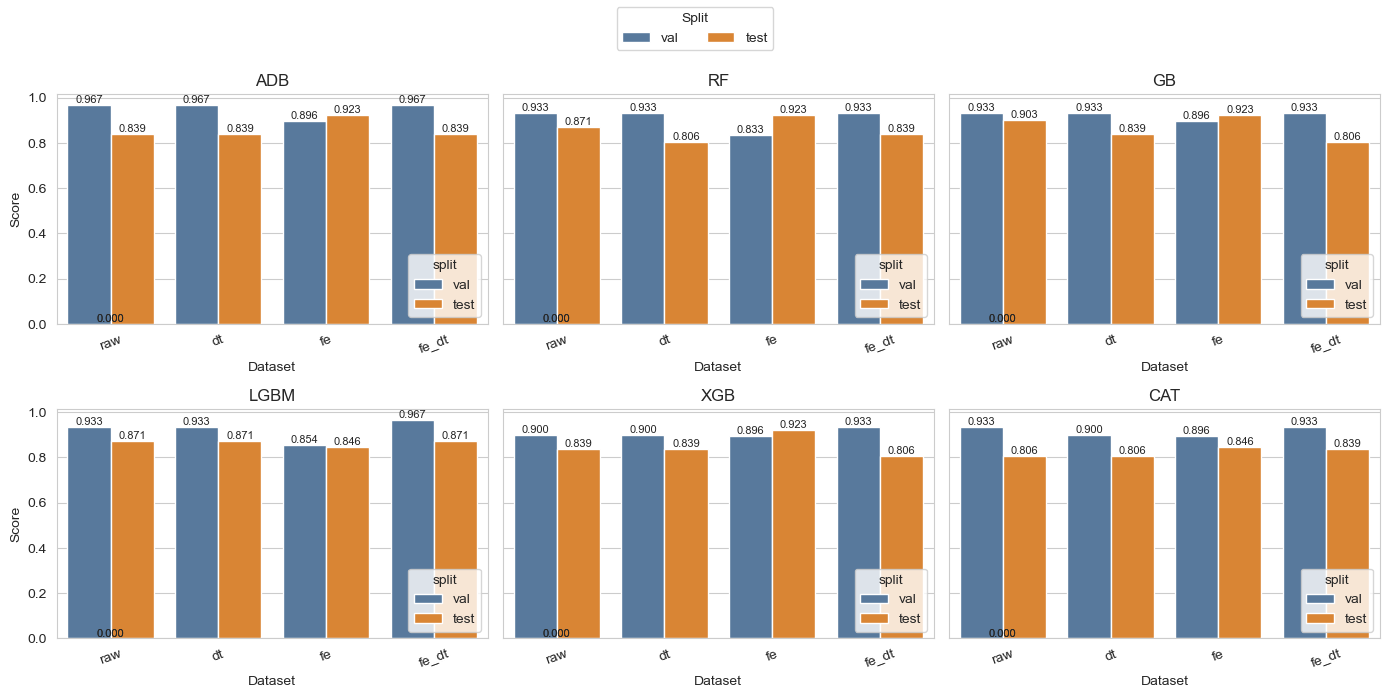 Split
val test
ADB RF GB
1.0
0.8
0.6
0.4
0.2
0.0
Score
0.967 0.839 0.967 0.839 0.896 0.923 0.967 0.839
0.000
split
val
test
raw dt fe fe_dt
Dataset
0.933 0.871 0.933 0.806 0.833 0.923 0.933 0.839
0.000
split
val
test
raw dt fe fe_dt
Dataset
0.933 0.903 0.933 0.839 0.896 0.923 0.933 0.806
0.000
split
val
test
raw dt fe fe_dt
Dataset
LGBM XGB CAT
1.0
0.8
0.6
0.4
0.2
0.0
Score
0.933 0.871 0.933 0.871 0.854 0.846 0.967 0.871
0.000
split
val
test
raw dt fe fe_dt
Dataset
0.900 0.839 0.900 0.839 0.896 0.923 0.933 0.806
0.000
split
val
test
raw dt fe fe_dt
Dataset
0.933 0.806 0.900 0.806 0.896 0.846 0.933 0.839
0.000
split
val
test
raw dt fe fe_dt
Dataset